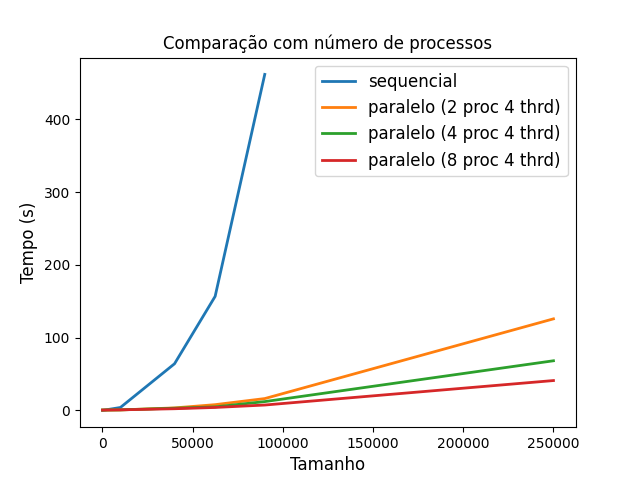 Comparação com número de processos
sequencial
paralelo (2 proc 4 thrd)
paralelo (4 proc 4 thrd)
paralelo (8 proc 4 thrd)
Tempo (s)
400
300
200
100
0
0 50000 100000 150000 200000 250000
Tamanho